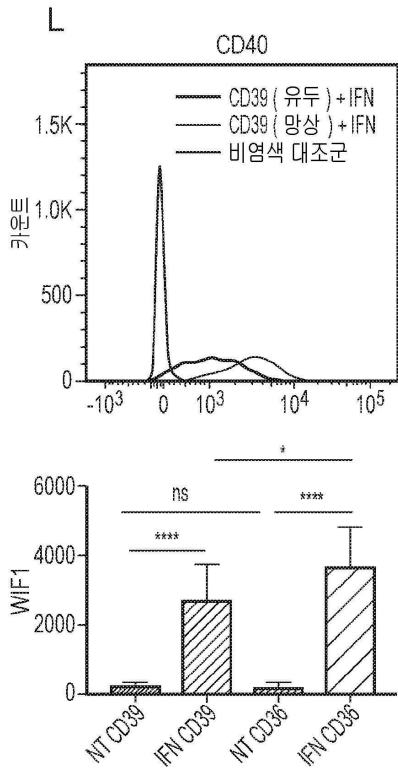 L
CD40
CD39 ( 유두 ) + IFN
CD39 ( 망상 ) + IFN
비염색 대조군
1.5K
1.0K
500
0
카운트
-10³ 0 10³ 10⁴ 10⁵
* 
ns
****
****
6000
4000
2000
0
WIF1
NT CD39
IFN CD39
NT CD36
IFN CD36